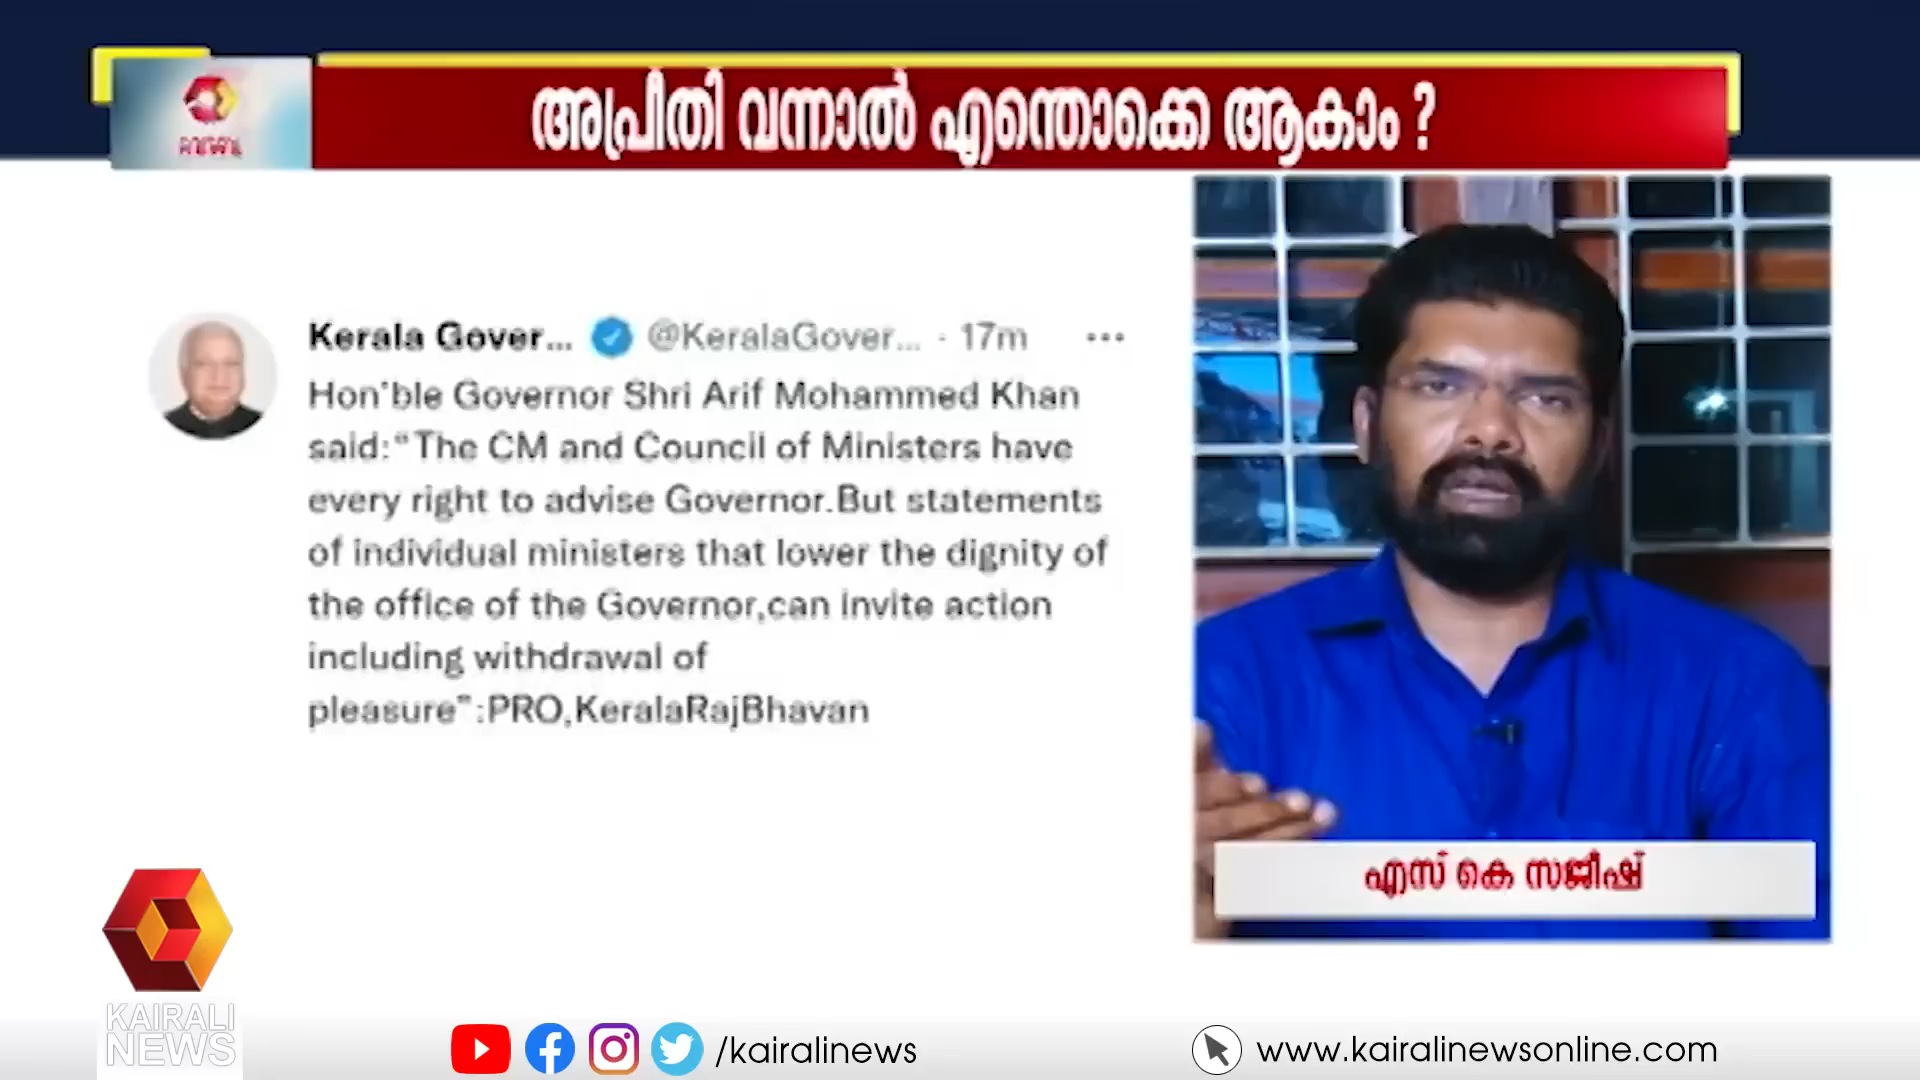 അപ്രീതി വന്നാൽ എന്തൊക്കെ ആകാം ?
Kerala Gover... @KeralaGover... · 17m ...
Hon'ble Governor Shri Arif Mohammed Khan
said:"The CM and Council of Ministers have
every right to advise Governor.But statements
of individual ministers that lower the dignity of
the office of the Governor,can invite action
including withdrawal of
pleasure":PRO,KeralaRajBhavan
എസ് കെ സജീഷ്
KAIRALI
NEWS
/kairalinews
www.kairalinewsonline.com